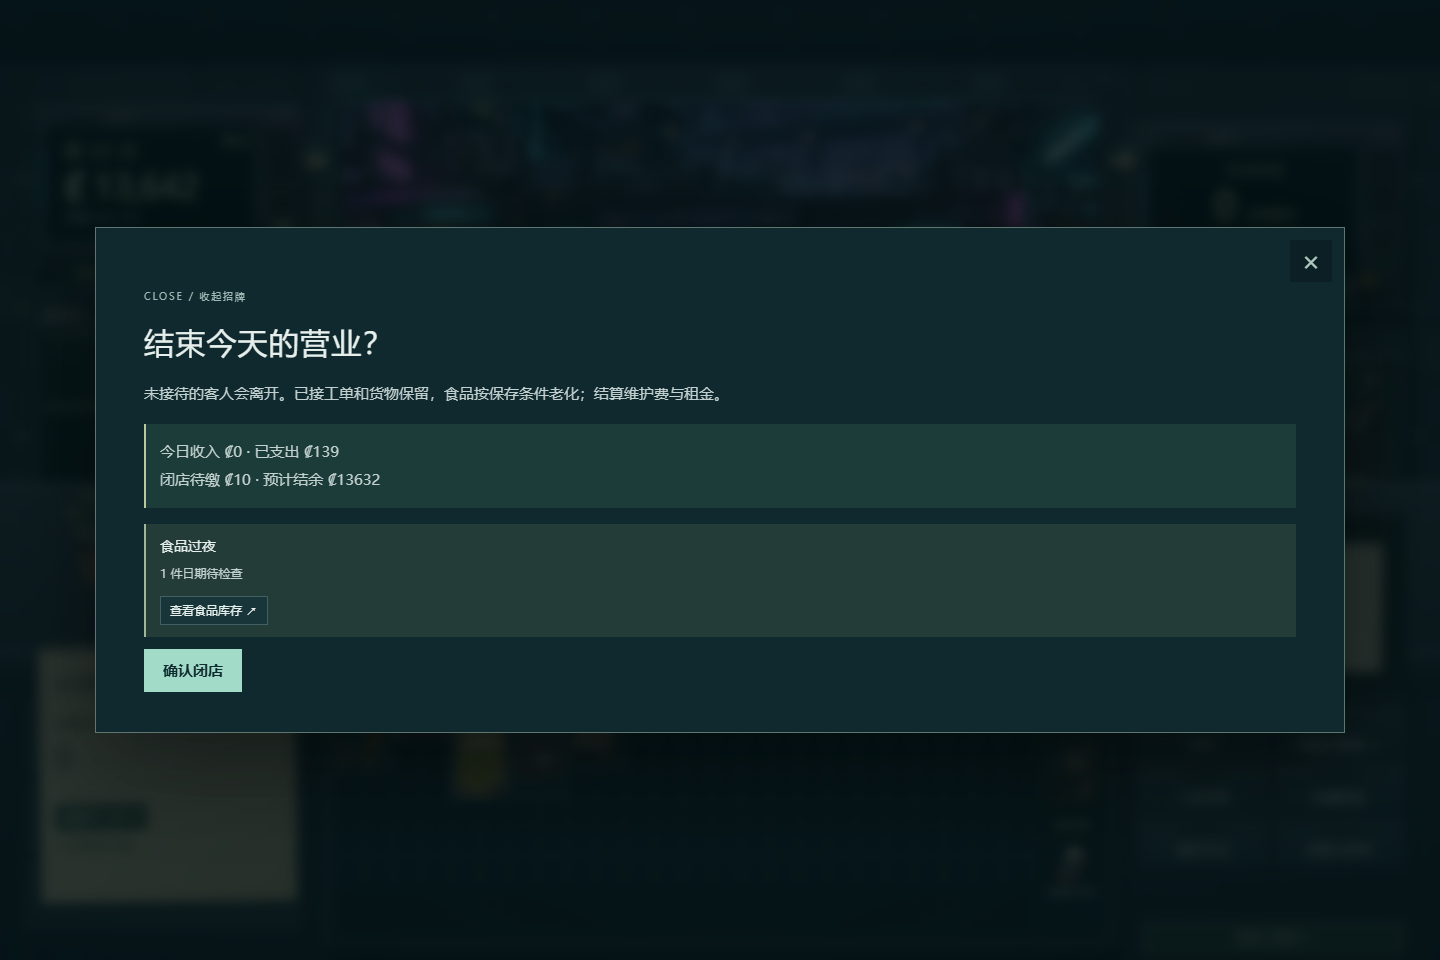 CLOSE / 收起招牌
结束今天的营业？
未接待的客人会离开。已接工单和货物保留，食品按保存条件老化；结算维护费与租金。
今日收入 ₡0 · 已支出 ₡139
闭店待缴 ₡10 · 预计结余 ₡13632
食品过夜
1 件日期待检查
查看食品库存 ↗
确认闭店